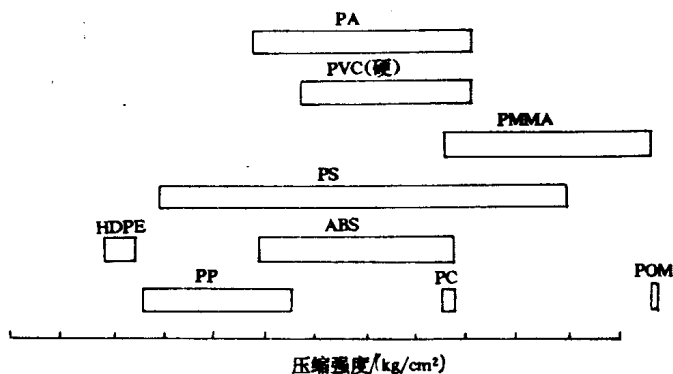 PA
PVC(硬)
PMMA
PS
HDPE
ABS
PP
PC
POM
压缩强度/(kg/cm²)